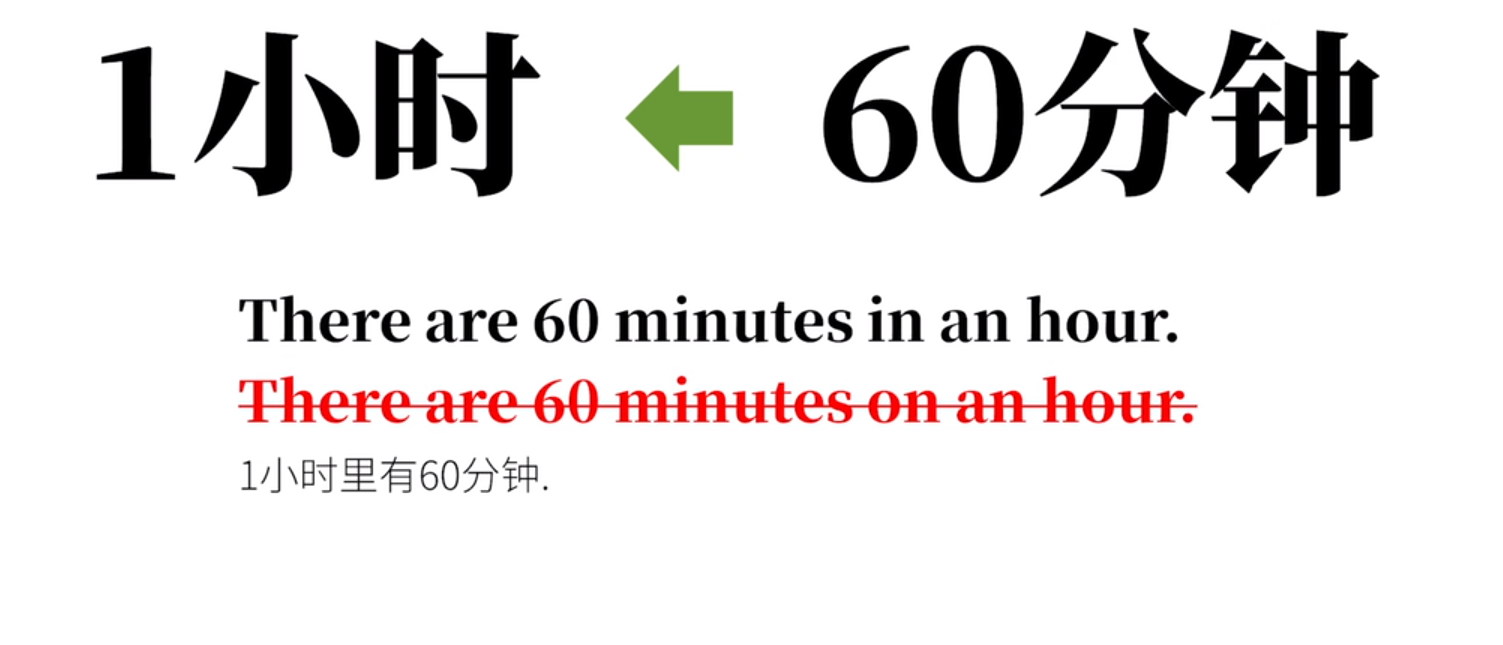 1小时 60分钟
There are 60 minutes in an hour.
There are 60 minutes on an hour.
1小时里有60分钟.